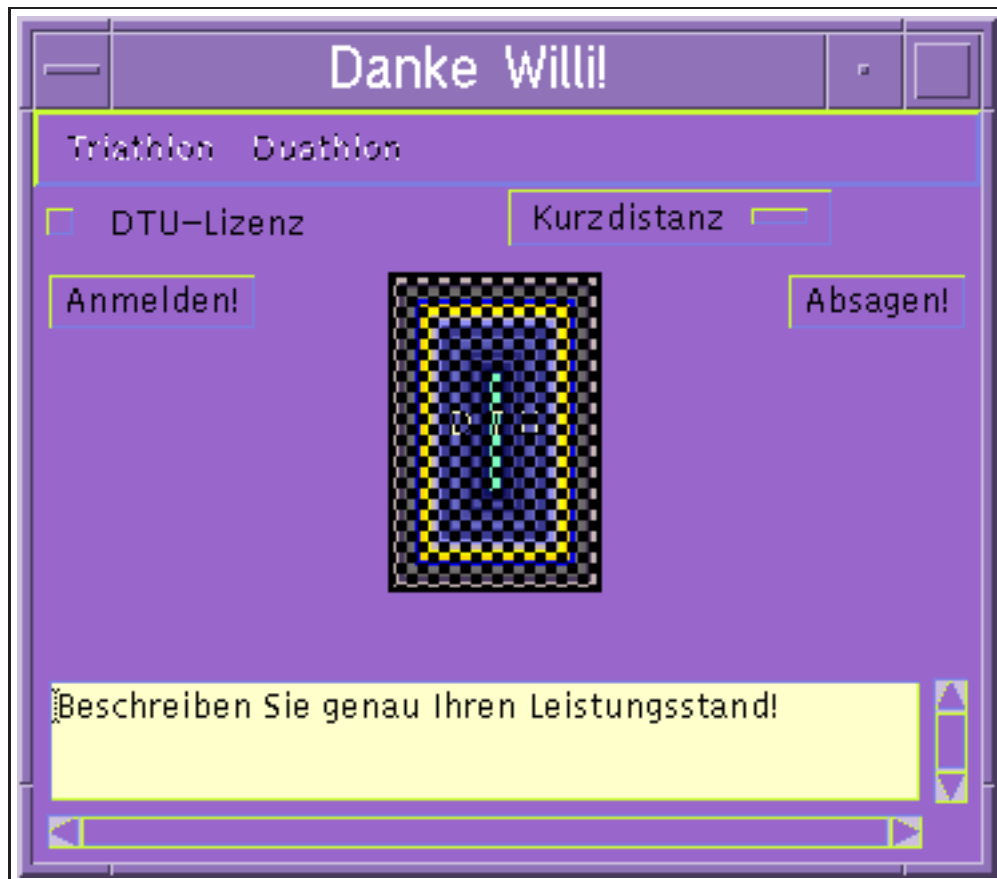 Danke Willi!
Triathlon Duathlon
DTU-Lizenz Kurzdistanz
Anmelden! Absagen!
Beschreiben Sie genau Ihren Leistungsstand!